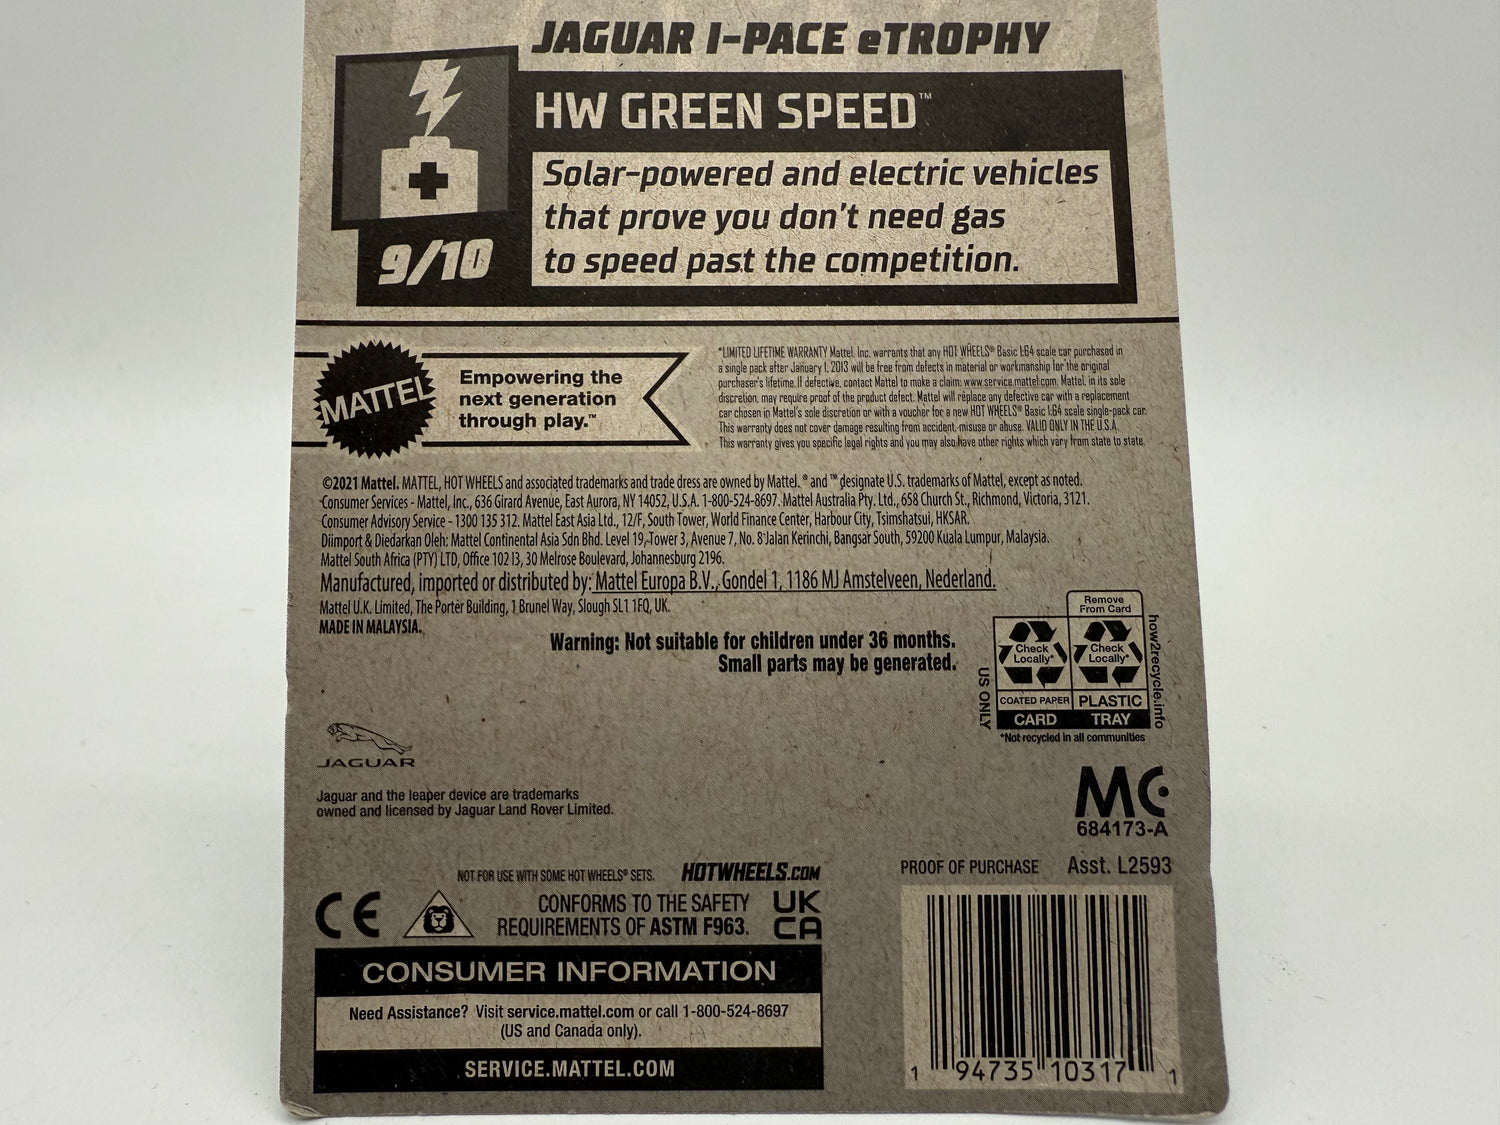 JAGUAR I-PACE eTROPHY
HW GREEN SPEED™
Solar-powered and electric vehicles
that prove you don't need gas
to speed past the competition.
9/10
MATTEL
Empowering the
next generation
through play.™
*LIMITED LIFETIME WARRANTY Mattel, Inc. warrants that any HOT WHEELS® Basic 1:64 scale car purchased in
a single pack after January 1, 2013 will be free from defects in material or workmanship for the original
purchaser's lifetime. If defective, contact Mattel to make a claim: www.service.mattel.com. Mattel, in its sole
discretion, may require proof of the product defect. Mattel will replace any defective car with a replacement
car chosen in Mattel's sole discretion or with a voucher for a new HOT WHEELS® Basic 1:64 scale single-pack car.
This warranty does not cover damage resulting from accident, misuse or abuse. VALID ONLY IN THE U.S.A.
This warranty gives you specific legal rights and you may also have other rights which vary from state to state.
©2021 Mattel. MATTEL, HOT WHEELS and associated trademarks and trade dress are owned by Mattel. ® and ™ designate U.S. trademarks of Mattel, except as noted.
Consumer Services - Mattel, Inc., 636 Girard Avenue, East Aurora, NY 14052, U.S.A. 1-800-524-8697. Mattel Australia Pty. Ltd., 658 Church St., Richmond, Victoria, 3121.
Consumer Advisory Service - 1300 135 312. Mattel East Asia Ltd., 12/F, South Tower, World Finance Center, Harbour City, Tsimshatsui, HKSAR.
Diimport & Diedarkan Oleh: Mattel Continental Asia Sdn Bhd. Level 19, Tower 3, Avenue 7, No. 8 Jalan Kerinchi, Bangsar South, 59200 Kuala Lumpur, Malaysia.
Mattel South Africa (PTY) LTD, Office 102 I3, 30 Melrose Boulevard, Johannesburg 2196.
Manufactured, imported or distributed by: Mattel Europa B.V., Gondel 1, 1186 MJ Amstelveen, Nederland.
Mattel U.K. Limited, The Porter Building, 1 Brunel Way, Slough SL1 1FQ, UK.
MADE IN MALAYSIA.
Warning: Not suitable for children under 36 months.
Small parts may be generated.
Remove
From Card
Check
Locally*
Check
Locally*
COATED PAPER
PLASTIC
CARD
TRAY
US ONLY
how2recycle.info
*Not recycled in all communities
JAGUAR
Jaguar and the leaper device are trademarks
owned and licensed by Jaguar Land Rover Limited.
MC
684173-A
NOT FOR USE WITH SOME HOT WHEELS® SETS.
HOTWHEELS.COM
PROOF OF PURCHASE
Asst. L2593
CE
CONFORMS TO THE SAFETY
REQUIREMENTS OF ASTM F963.
UK
CA
CONSUMER INFORMATION
Need Assistance? Visit service.mattel.com or call 1-800-524-8697
(US and Canada only).
SERVICE.MATTEL.COM
1 94735 10317 1